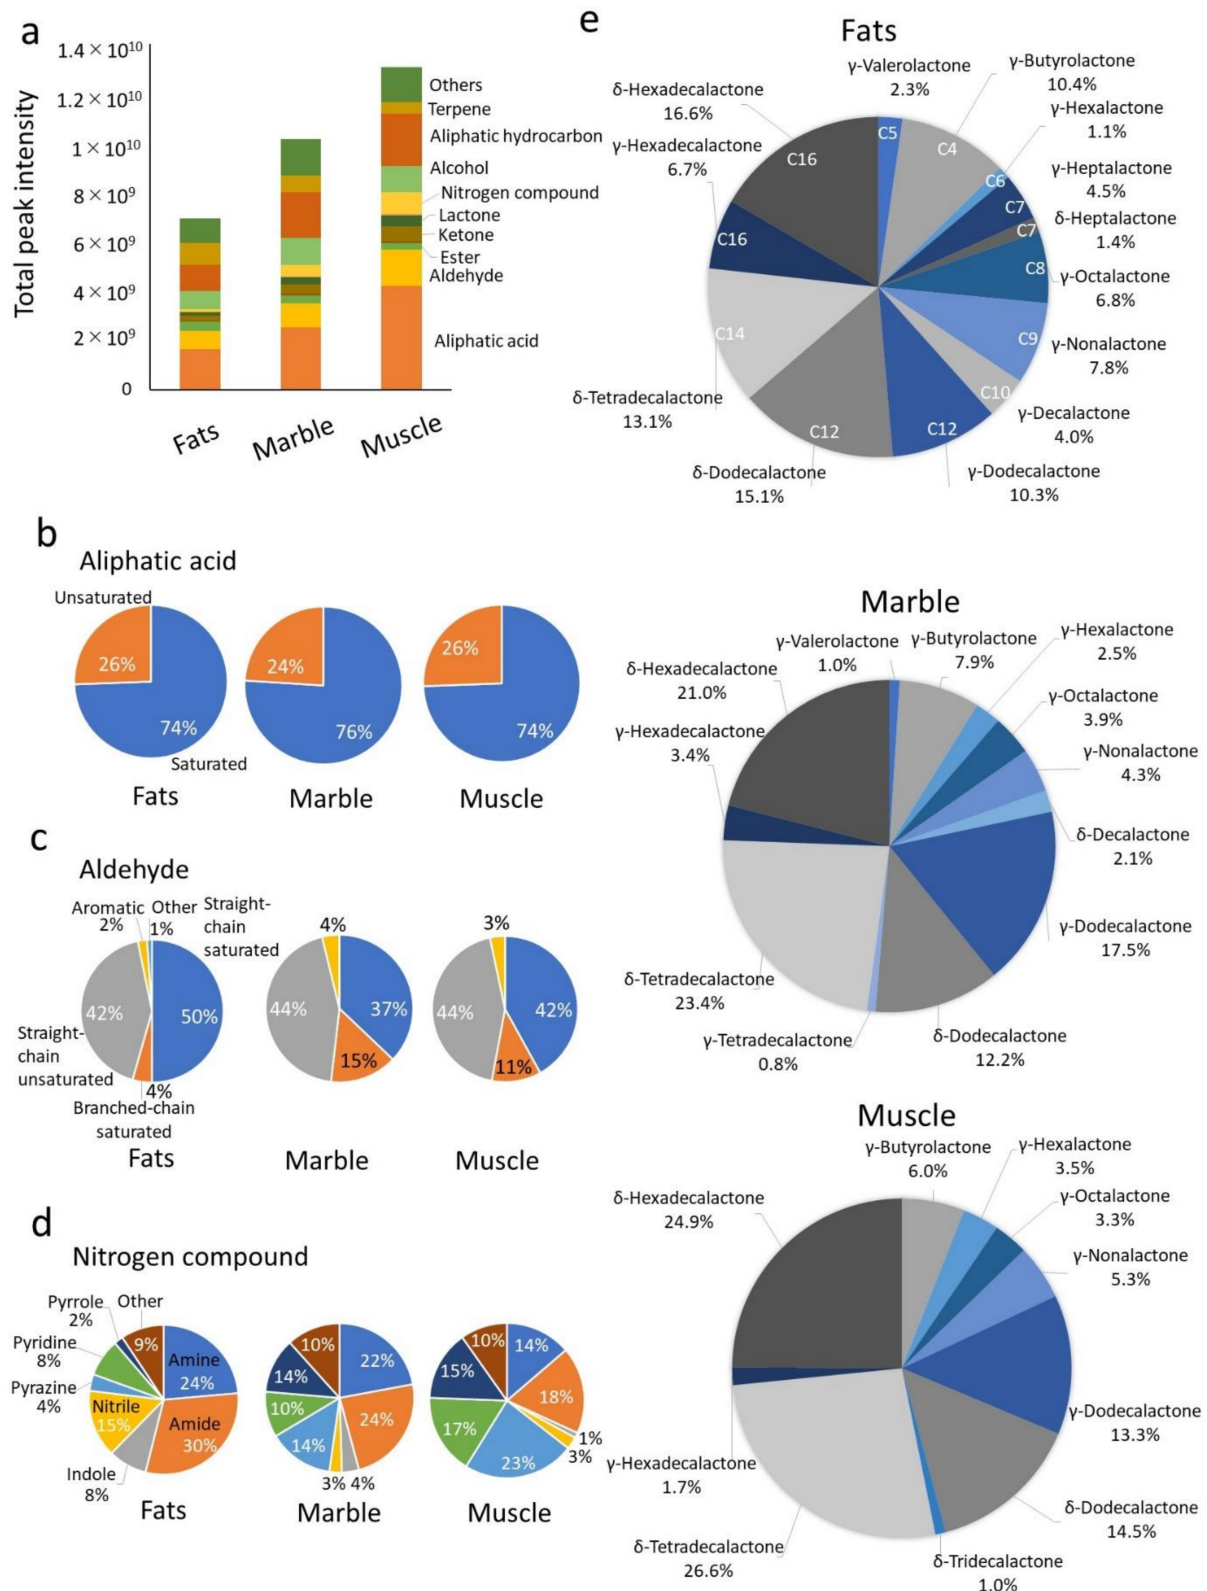 a
Total peak intensity
1.4 × 10¹⁰
1.2 × 10¹⁰
1 × 10¹⁰
8 × 10⁹
6 × 10⁹
4 × 10⁹
2 × 10⁹
0
Others
Terpene
Aliphatic hydrocarbon
Alcohol
Nitrogen compound
Lactone
Ketone
Ester
Aldehyde
Aliphatic acid
Fats
Marble
Muscle
b
Aliphatic acid
Unsaturated
26%
74%
Saturated
Fats
24%
76%
Marble
26%
74%
Muscle
c
Aldehyde
Aromatic
2%
Other
1%
Straight-
chain
saturated
42%
50%
Straight-
chain
unsaturated
4%
Branched-chain
saturated
Fats
4%
44%
37%
15%
Marble
3%
44%
42%
11%
Muscle
d
Nitrogen compound
Pyrrole
2%
Other
9%
Pyridine
8%
Amine
24%
Pyrazine
4%
Nitrile
15%
Amide
30%
Indole
8%
Fats
10%
22%
14%
10%
24%
14%
3%
4%
Marble
10%
14%
15%
18%
17%
1%
3%
23%
Muscle
e
Fats
γ-Valerolactone
2.3%
γ-Butyrolactone
10.4%
δ-Hexadecalactone
16.6%
γ-Hexalactone
1.1%
γ-Hexadecalactone
6.7%
γ-Heptalactone
4.5%
δ-Heptalactone
1.4%
γ-Octalactone
6.8%
γ-Nonalactone
7.8%
γ-Decalactone
4.0%
γ-Dodecalactone
10.3%
δ-Dodecalactone
15.1%
δ-Tetradecalactone
13.1%
C5
C4
C6
C7
C7
C8
C9
C10
C12
C12
C14
C16
C16
Marble
γ-Valerolactone
1.0%
γ-Butyrolactone
7.9%
γ-Hexalactone
2.5%
δ-Hexadecalactone
21.0%
γ-Octalactone
3.9%
γ-Hexadecalactone
3.4%
γ-Nonalactone
4.3%
δ-Decalactone
2.1%
γ-Dodecalactone
17.5%
δ-Tetradecalactone
23.4%
γ-Tetradecalactone
0.8%
δ-Dodecalactone
12.2%
Muscle
γ-Butyrolactone
6.0%
γ-Hexalactone
3.5%
δ-Hexadecalactone
24.9%
γ-Octalactone
3.3%
γ-Nonalactone
5.3%
γ-Dodecalactone
13.3%
γ-Hexadecalactone
1.7%
δ-Dodecalactone
14.5%
δ-Tetradecalactone
26.6%
δ-Tridecalactone
1.0%